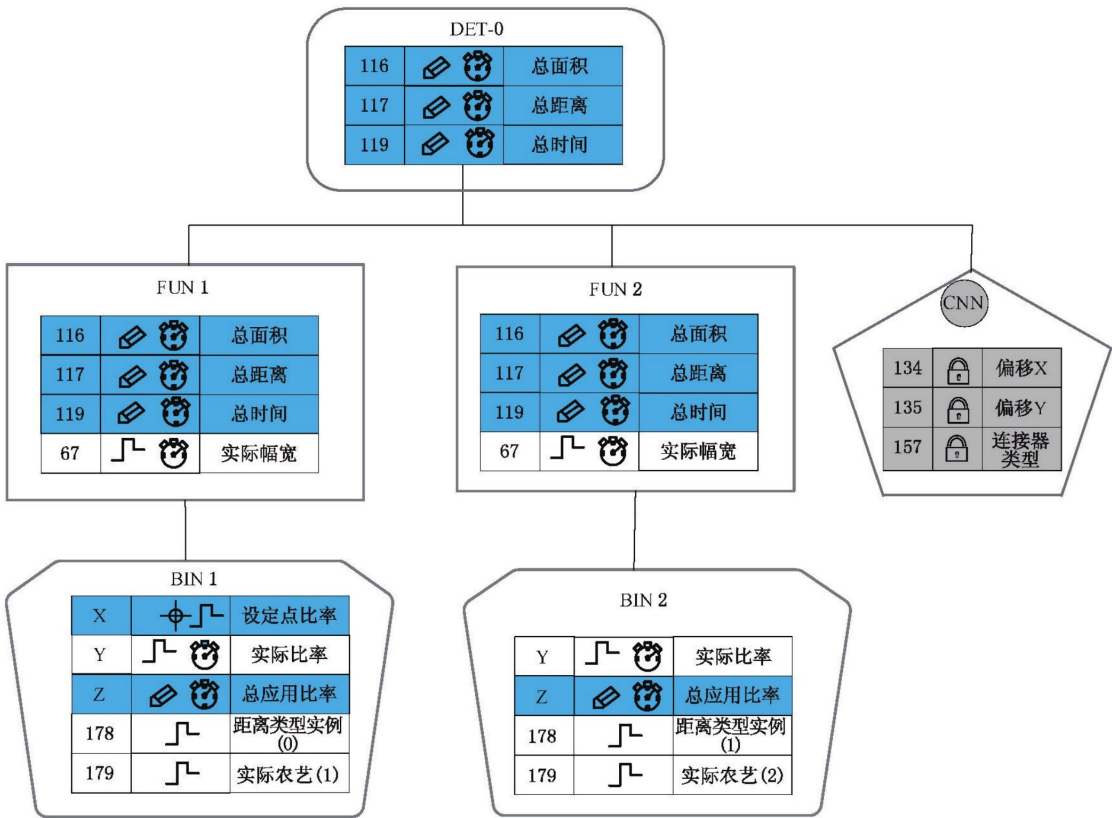 DET-0
116 总面积
117 总距离
119 总时间
FUN 1
116 总面积
117 总距离
119 总时间
67 实际幅宽
FUN 2
116 总面积
117 总距离
119 总时间
67 实际幅宽
CNN
134 偏移X
135 偏移Y
157 连接器
类型
BIN 1
X 设定点比率
Y 实际比率
Z 总应用比率
178 距离类型实例
(0)
179 实际农艺(1)
BIN 2
Y 实际比率
Z 总应用比率
178 距离类型实例
(1)
179 实际农艺(2)